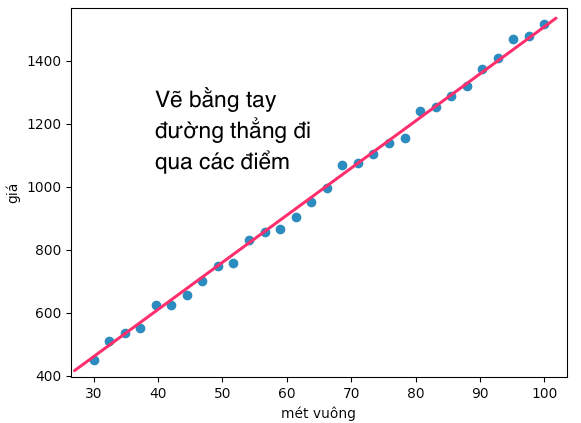 1400
1200
1000
800
600
400
giá
Vẽ bằng tay
đường thẳng đi
qua các điểm
30 40 50 60 70 80 90 100
mét vuông